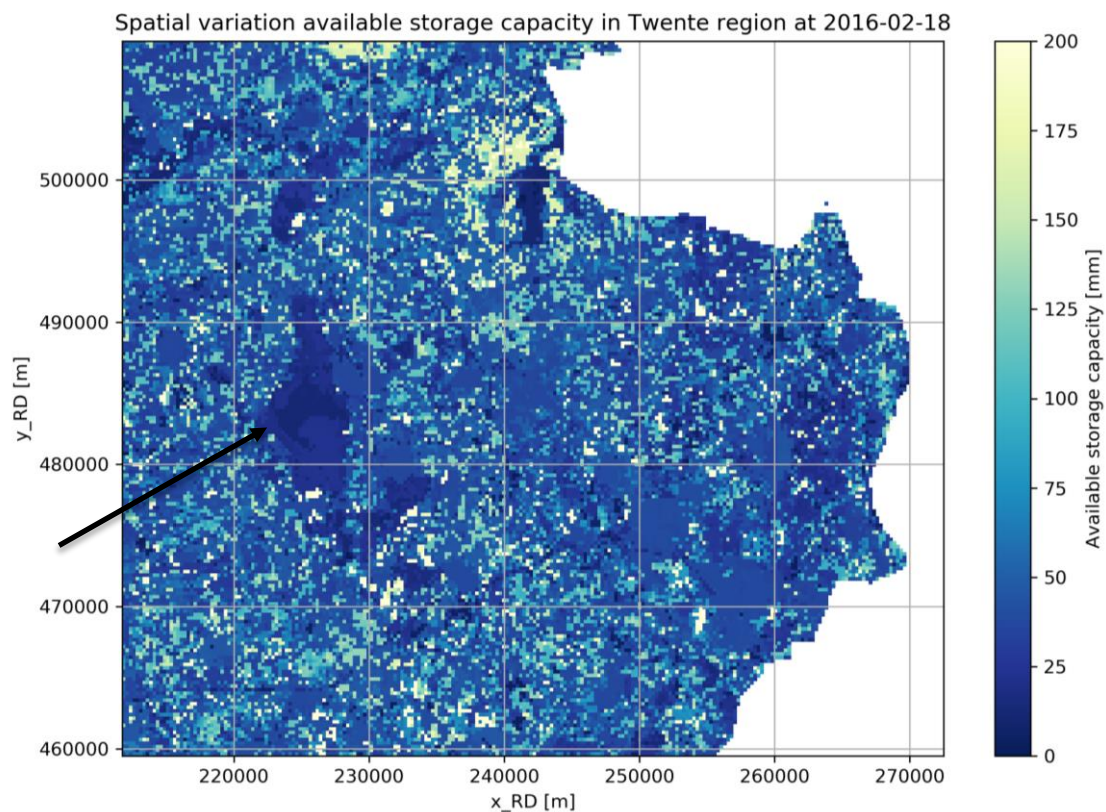 Spatial variation available storage capacity in Twente region at 2016-02-18
500000
490000
480000
470000
460000
y_RD [m]
220000 230000 240000 250000 260000 270000
x_RD [m]
200
175
150
125
100
75
50
25
0
Available storage capacity [mm]